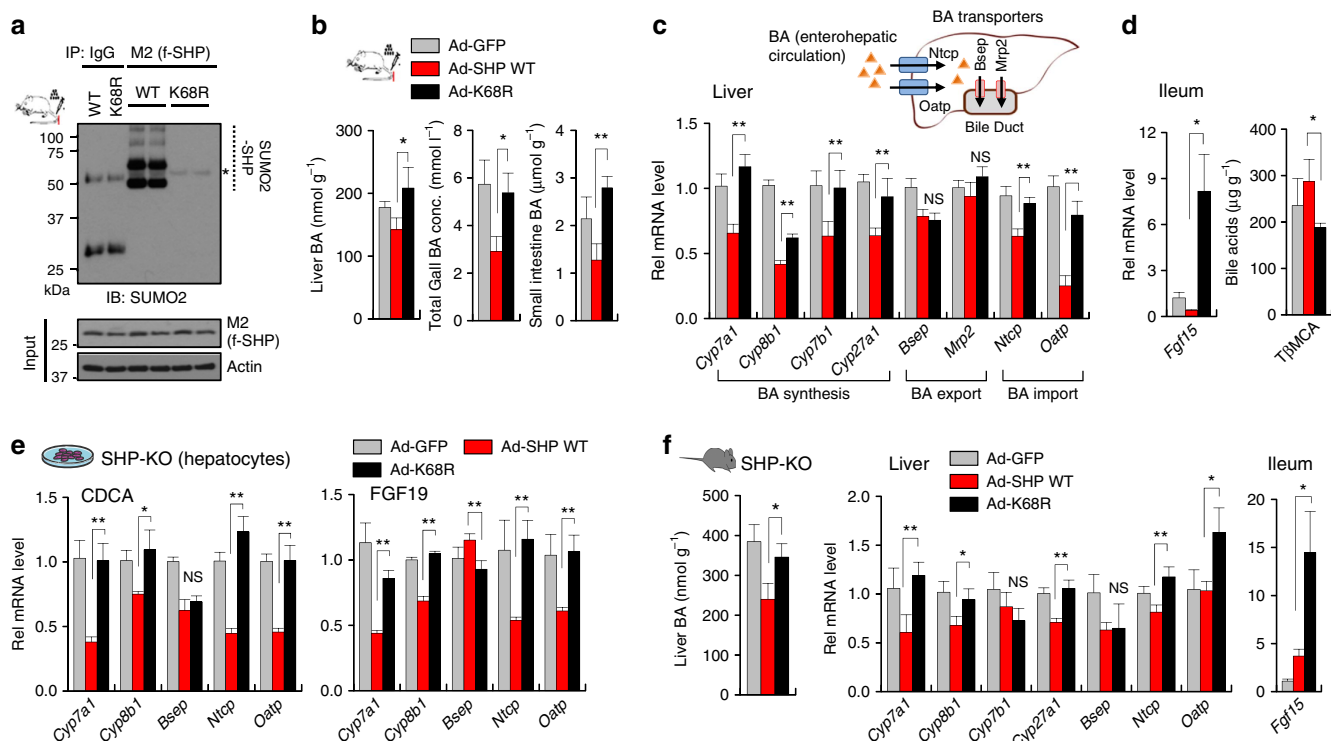 a
IP: IgG M2 (f-SHP)
WT K68R WT K68R
100
75
50
37
25
kDa
*
SUMO2
-SHP
IB: SUMO2
Input
25
37
M2
(f-SHP)
Actin
b
Ad-GFP
Ad-SHP WT
Ad-K68R
Liver BA (nmol g⁻¹)
300
200
100
0
*
Total Gall BA conc. (mmol l⁻¹)
8
6
4
2
0
*
Small intestine BA (μmol g⁻¹)
4
3
2
1
0
**
c
BA transporters
BA (enterohepatic
circulation)
Ntcp
Oatp
Bsep
Mrp2
Bile Duct
Liver
Rel mRNA level
1.5
1.0
0.5
0.0
** ** ** ** NS NS ** **
Cyp7a1 Cyp8b1 Cyp7b1 Cyp27a1 Bsep Mrp2 Ntcp Oatp
BA synthesis BA export BA import
d
Ileum
Rel mRNA level
12
9
6
3
0
*
Fgf15
Bile acids (μg g⁻¹)
400
300
200
100
0
*
TβMCA
e
SHP-KO (hepatocytes)
Ad-GFP Ad-SHP WT
Ad-K68R
CDCA
Rel mRNA level
1.5
1.0
0.5
0.0
** * NS ** **
Cyp7a1 Cyp8b1 Bsep Ntcp Oatp
FGF19
1.5
1.0
0.5
0.0
** ** ** ** **
Cyp7a1 Cyp8b1 Bsep Ntcp Oatp
f
SHP-KO
Liver BA (nmol g⁻¹)
500
400
300
200
100
0
*
Liver
Ad-GFP
Ad-SHP WT
Ad-K68R
Rel mRNA level
2.0
1.5
1.0
0.5
0.0
** * NS ** NS ** *
Cyp7a1 Cyp8b1 Cyp7b1 Cyp27a1 Bsep Ntcp Oatp
Ileum
20
15
10
5
0
*
Fgf15